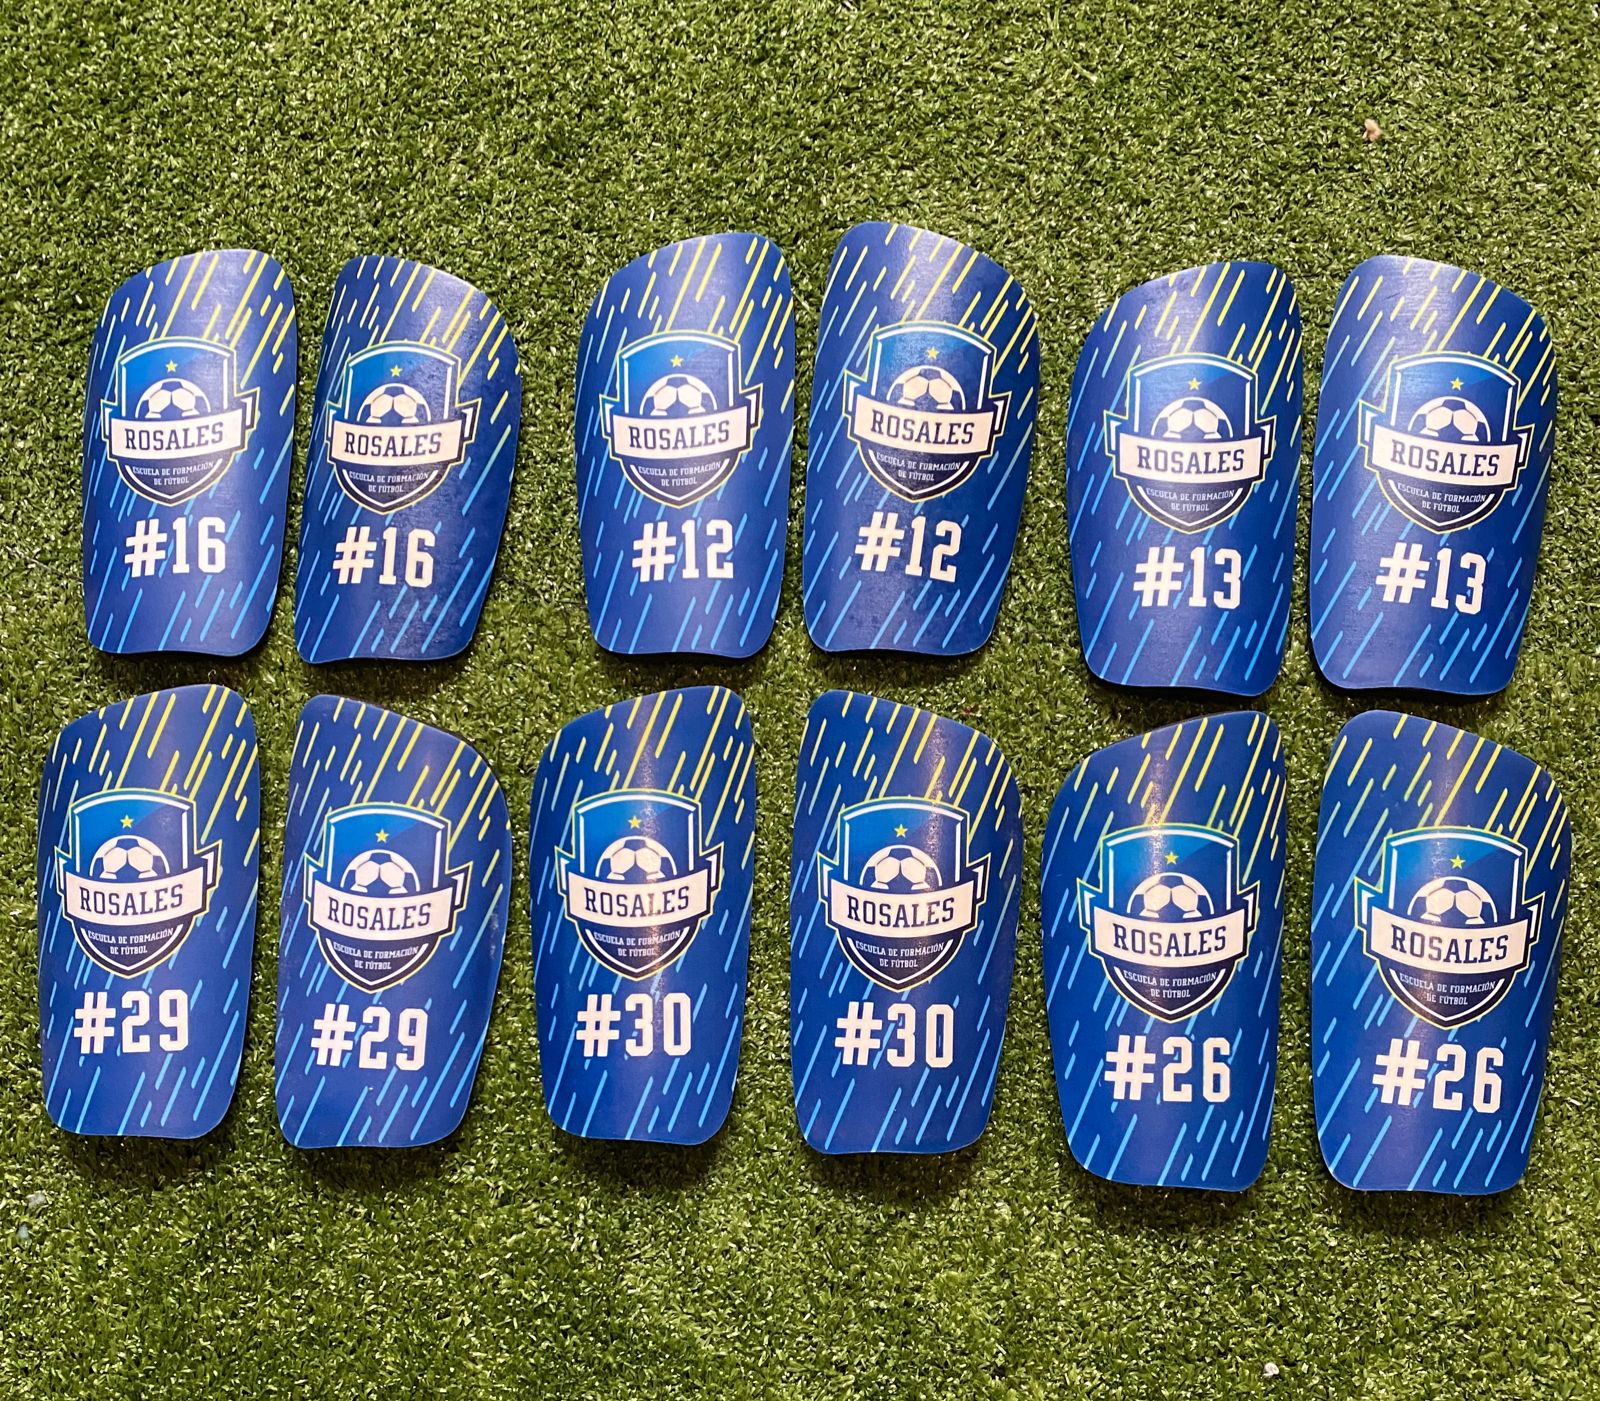 ROSALES
ESCUELA DE FORMACIÓN
DE FÚTBOL
#16
ROSALES
ESCUELA DE FORMACIÓN
DE FÚTBOL
#16
ROSALES
ESCUELA DE FORMACIÓN
DE FÚTBOL
#12
ROSALES
ESCUELA DE FORMACIÓN
DE FÚTBOL
#12
ROSALES
ESCUELA DE FORMACIÓN
DE FÚTBOL
#13
ROSALES
ESCUELA DE FORMACIÓN
DE FÚTBOL
#13
ROSALES
ESCUELA DE FORMACIÓN
DE FÚTBOL
#29
ROSALES
ESCUELA DE FORMACIÓN
DE FÚTBOL
#29
ROSALES
ESCUELA DE FORMACIÓN
DE FÚTBOL
#30
ROSALES
ESCUELA DE FORMACIÓN
DE FÚTBOL
#30
ROSALES
ESCUELA DE FORMACIÓN
DE FÚTBOL
#26
ROSALES
ESCUELA DE FORMACIÓN
DE FÚTBOL
#26